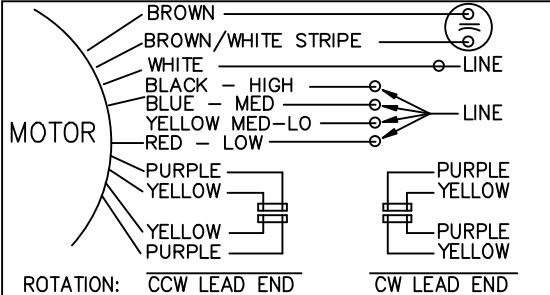 BROWN
BROWN/WHITE STRIPE
WHITE LINE
BLACK - HIGH
BLUE - MED LINE
YELLOW MED-LO
MOTOR RED - LOW
PURPLE PURPLE
YELLOW YELLOW
YELLOW PURPLE
PURPLE YELLOW
ROTATION: CCW LEAD END CW LEAD END